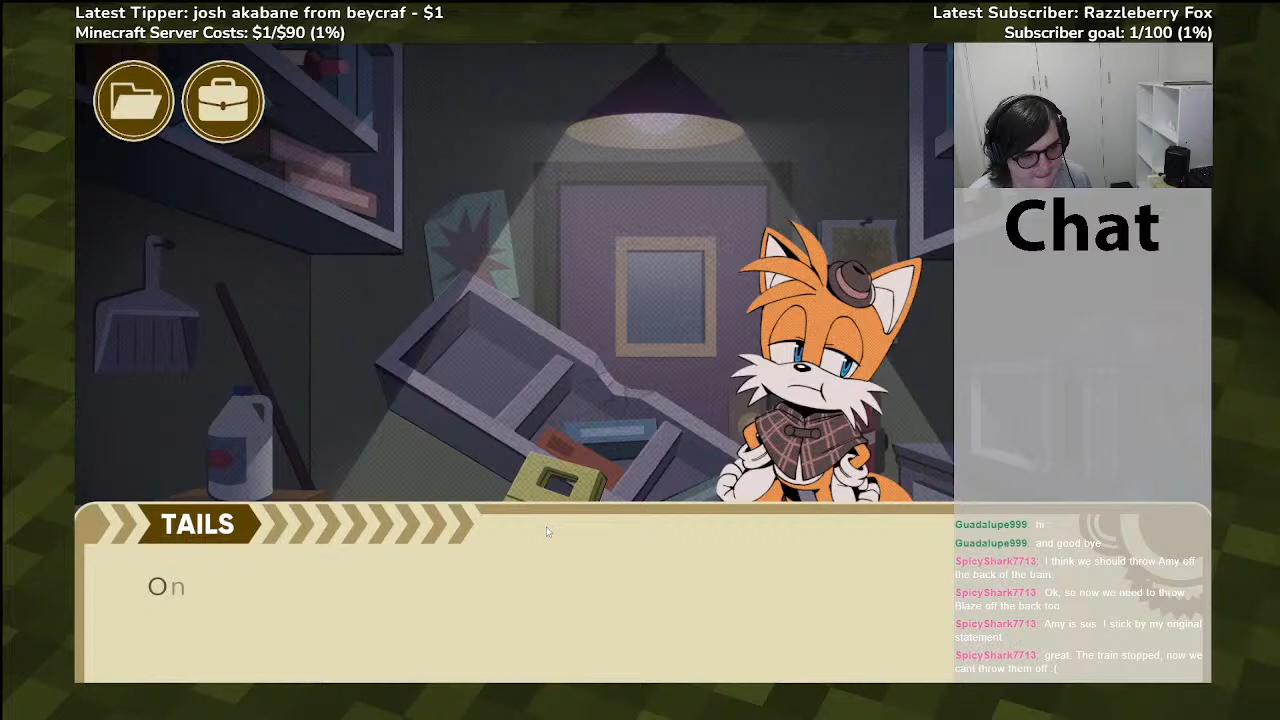 Latest Tipper: josh akabane from beycraf - $1
Minecraft Server Costs: $1/$90 (1%)
Latest Subscriber: Razzleberry Fox
Subscriber goal: 1/100 (1%)
Chat
TAILS
On
Guadalupe999: hi
Guadalupe999: and good bye
SpicyShark7713: I think we should throw Amy off
the back of the train.
SpicyShark7713: Ok, so now we need to throw
Blaze off the back too
SpicyShark7713: Amy is sus. I stick by my original
statement
SpicyShark7713: great. The train stopped, now we
cant throw them off :(